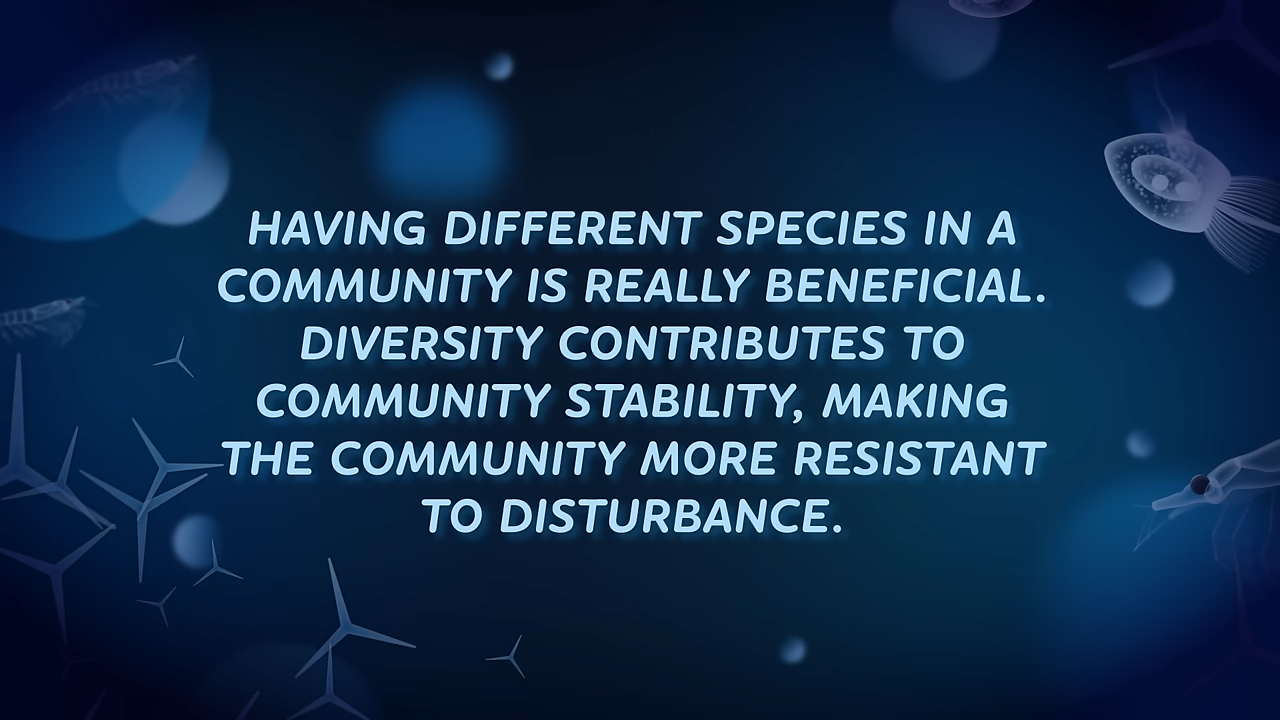 HAVING DIFFERENT SPECIES IN A
COMMUNITY IS REALLY BENEFICIAL.
DIVERSITY CONTRIBUTES TO
COMMUNITY STABILITY, MAKING
THE COMMUNITY MORE RESISTANT
TO DISTURBANCE.